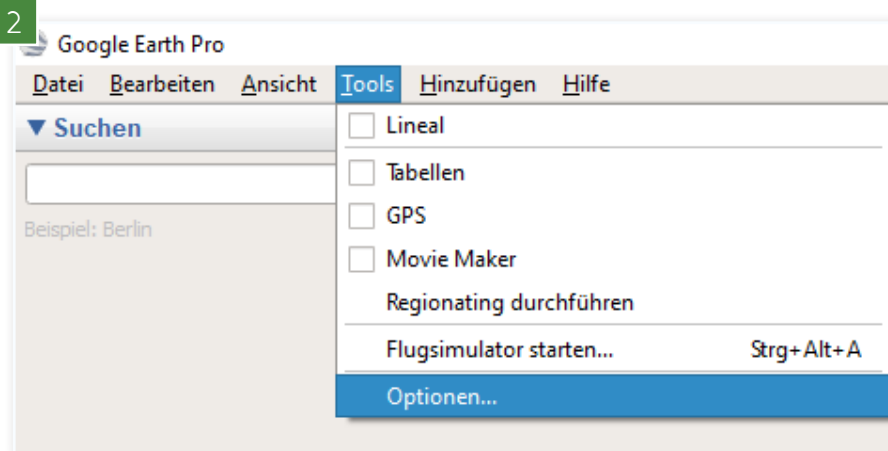 2
Google Earth Pro
Datei Bearbeiten Ansicht Tools Hinzufügen Hilfe
▼ Suchen
Beispiel: Berlin
Lineal
Tabellen
GPS
Movie Maker
Regionating durchführen
Flugsimulator starten... Strg+Alt+A
Optionen...